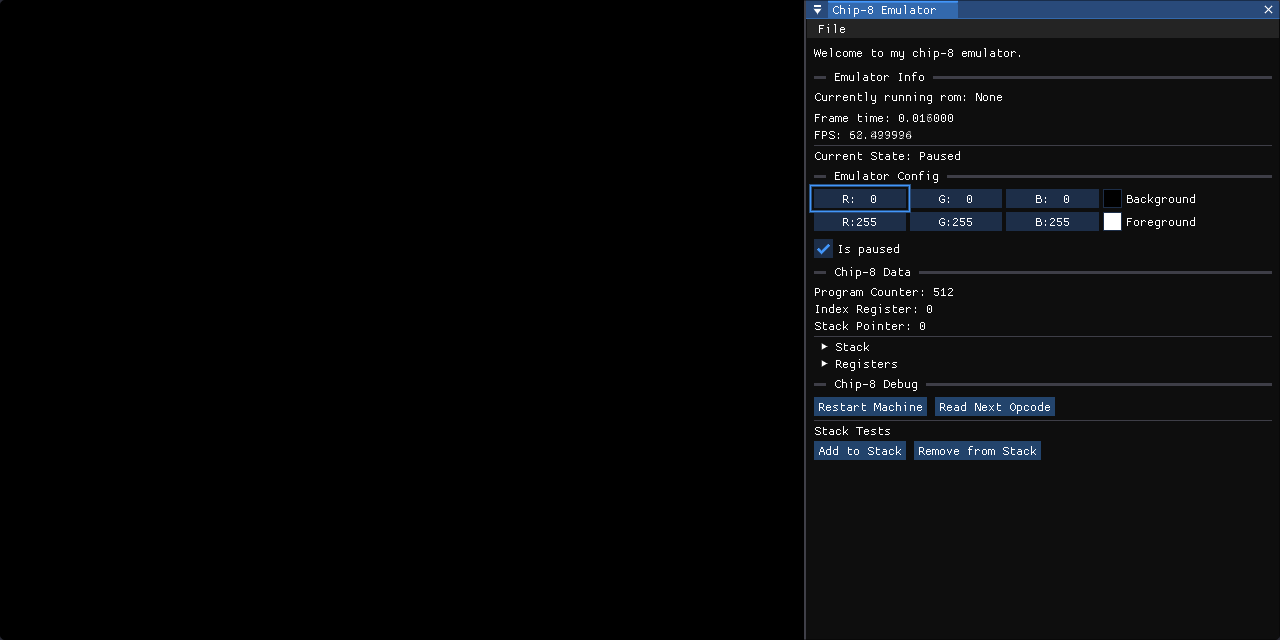 Chip-8 Emulator
File
Welcome to my chip-8 emulator.
Emulator Info
Currently running rom: None
Frame time: 0.016000
FPS: 62.499996
Current State: Paused
Emulator Config
R: 0 G: 0 B: 0 Background
R:255 G:255 B:255 Foreground
Is paused
Chip-8 Data
Program Counter: 512
Index Register: 0
Stack Pointer: 0
Stack
Registers
Chip-8 Debug
Restart Machine Read Next Opcode
Stack Tests
Add to Stack Remove from Stack